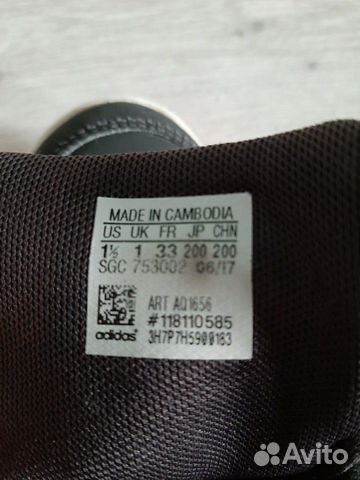 MADE IN CAMBODIA
US UK FR JP CHN
1½ 1 33 200 200
SGC 753002 06/17
ART AQ1656
#118110585
adidas 3H7P7H5900183
Avito